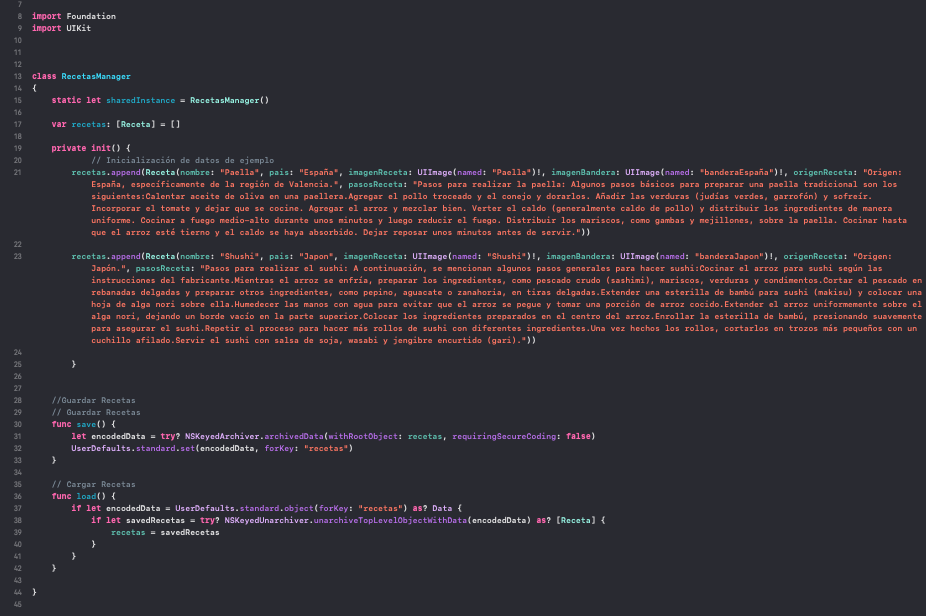 7
8 import Foundation
9 import UIKit
10
11
12
13 class RecetasManager
14 {
15 static let sharedInstance = RecetasManager()
16
17 var recetas: [Receta] = []
18
19 private init() {
20 // Inicialización de datos de ejemplo
21 recetas.append(Receta(nombre: "Paella", pais: "España", imagenReceta: UIImage(named: "Paella")!, imagenBandera: UIImage(named: "banderaEspaña")!, origenReceta: "Origen:
España, específicamente de la región de Valencia.", pasosReceta: "Pasos para realizar la paella: Algunos pasos básicos para preparar una paella tradicional son los
siguientes:Calentar aceite de oliva en una paellera.Agregar el pollo troceado y el conejo y dorarlos. Añadir las verduras (judías verdes, garrofón) y sofreír.
Incorporar el tomate y dejar que se cocine. Agregar el arroz y mezclar bien. Verter el caldo (generalmente caldo de pollo) y distribuir los ingredientes de manera
uniforme. Cocinar a fuego medio-alto durante unos minutos y luego reducir el fuego. Distribuir los mariscos, como gambas y mejillones, sobre la paella. Cocinar hasta
que el arroz esté tierno y el caldo se haya absorbido. Dejar reposar unos minutos antes de servir."))
22
23 recetas.append(Receta(nombre: "Shushi", pais: "Japon", imagenReceta: UIImage(named: "Shushi")!, imagenBandera: UIImage(named: "banderaJapon")!, origenReceta: "Origen:
Japón.", pasosReceta: "Pasos para realizar el sushi: A continuación, se mencionan algunos pasos generales para hacer sushi:Cocinar el arroz para sushi según las
instrucciones del fabricante.Mientras el arroz se enfría, preparar los ingredientes, como pescado crudo (sashimi), mariscos, verduras y condimentos.Cortar el pescado en
rebanadas delgadas y preparar otros ingredientes, como pepino, aguacate o zanahoria, en tiras delgadas.Extender una esterilla de bambú para sushi (makisu) y colocar una
hoja de alga nori sobre ella.Humedecer las manos con agua para evitar que el arroz se pegue y tomar una porción de arroz cocido.Extender el arroz uniformemente sobre el
alga nori, dejando un borde vacío en la parte superior.Colocar los ingredientes preparados en el centro del arroz.Enrollar la esterilla de bambú, presionando suavemente
para asegurar el sushi.Repetir el proceso para hacer más rollos de sushi con diferentes ingredientes.Una vez hechos los rollos, cortarlos en trozos más pequeños con un
cuchillo afilado.Servir el sushi con salsa de soja, wasabi y jengibre encurtido (gari)."))
24
25 }
26
27
28 //Guardar Recetas
29 // Guardar Recetas
30 func save() {
31 let encodedData = try? NSKeyedArchiver.archivedData(withRootObject: recetas, requiringSecureCoding: false)
32 UserDefaults.standard.set(encodedData, forKey: "recetas")
33 }
34
35 // Cargar Recetas
36 func load() {
37 if let encodedData = UserDefaults.standard.object(forKey: "recetas") as? Data {
38 if let savedRecetas = try? NSKeyedUnarchiver.unarchiveTopLevelObjectWithData(encodedData) as? [Receta] {
39 recetas = savedRecetas
40 }
41 }
42 }
43
44 }
45